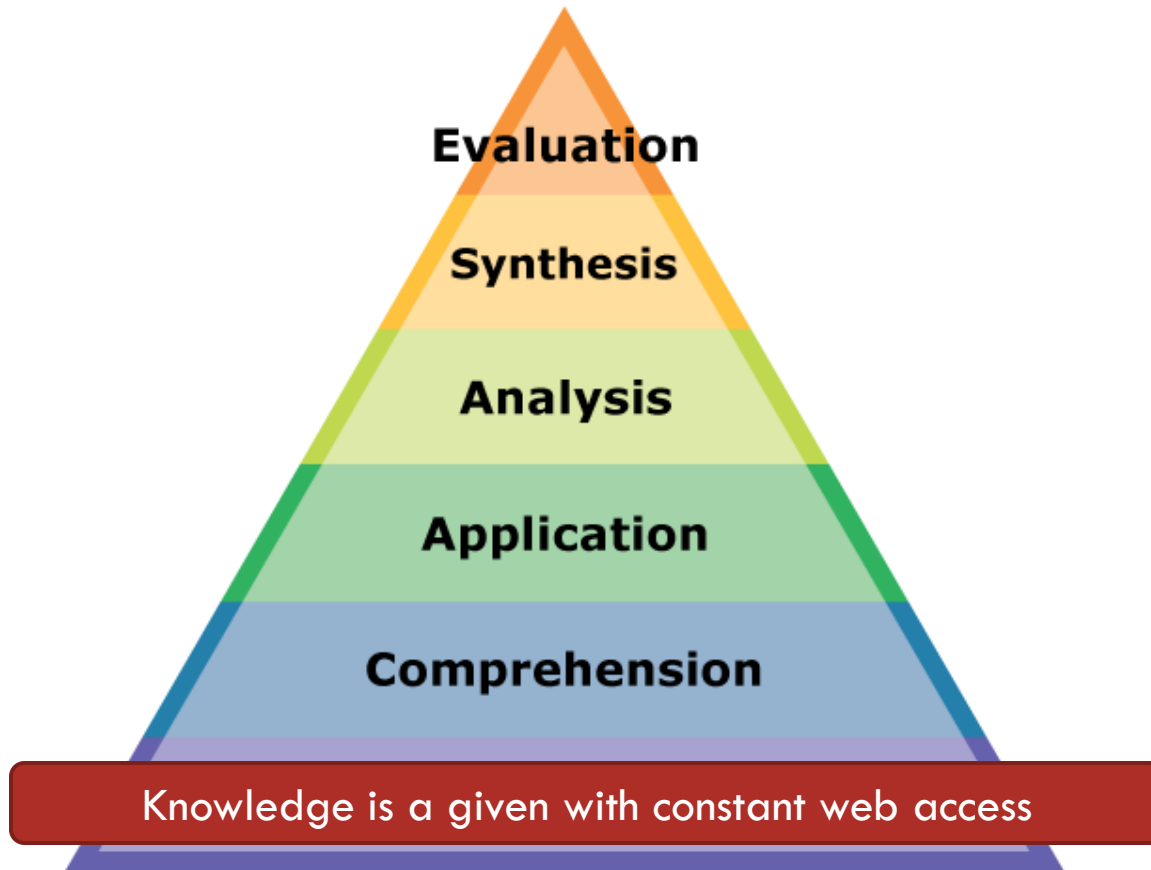 Evaluation
Synthesis
Analysis
Application
Comprehension
Knowledge is a given with constant web access